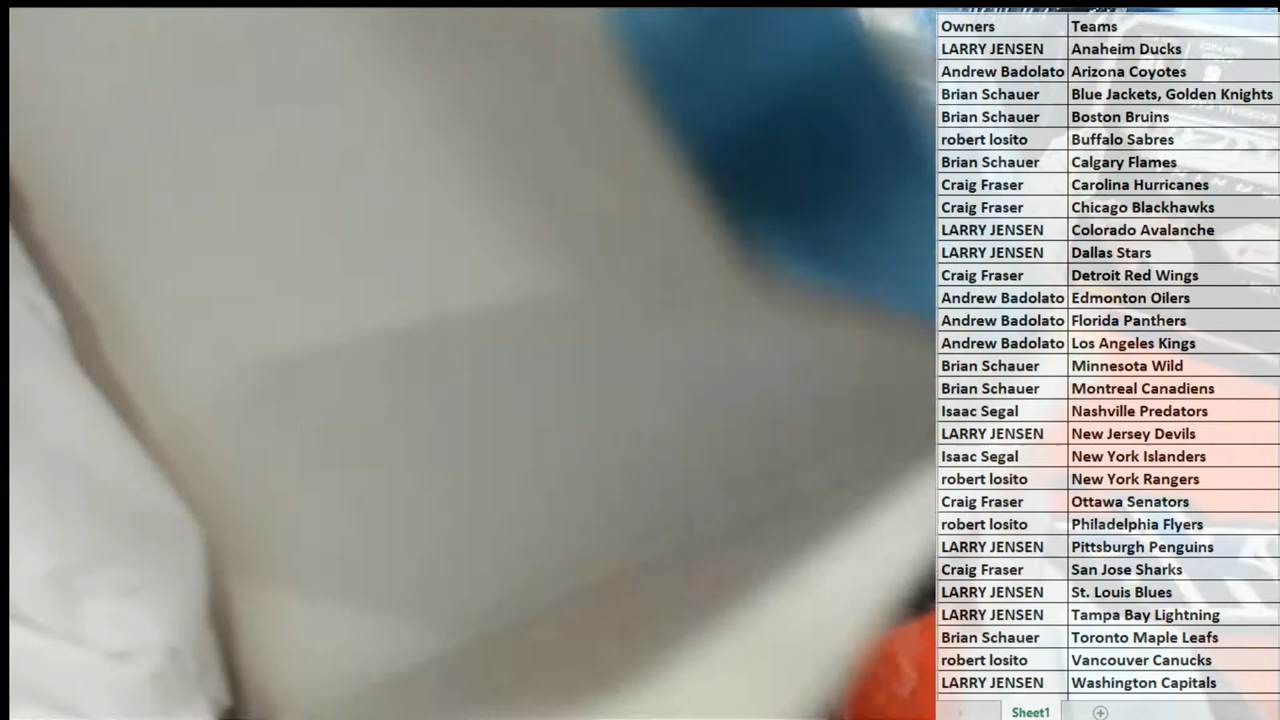 Owners Teams
LARRY JENSEN Anaheim Ducks
Andrew Badolato Arizona Coyotes
Brian Schauer Blue Jackets, Golden Knights
Brian Schauer Boston Bruins
robert losito Buffalo Sabres
Brian Schauer Calgary Flames
Craig Fraser Carolina Hurricanes
Craig Fraser Chicago Blackhawks
LARRY JENSEN Colorado Avalanche
LARRY JENSEN Dallas Stars
Craig Fraser Detroit Red Wings
Andrew Badolato Edmonton Oilers
Andrew Badolato Florida Panthers
Andrew Badolato Los Angeles Kings
Brian Schauer Minnesota Wild
Brian Schauer Montreal Canadiens
Isaac Segal Nashville Predators
LARRY JENSEN New Jersey Devils
Isaac Segal New York Islanders
robert losito New York Rangers
Craig Fraser Ottawa Senators
robert losito Philadelphia Flyers
LARRY JENSEN Pittsburgh Penguins
Craig Fraser San Jose Sharks
LARRY JENSEN St. Louis Blues
LARRY JENSEN Tampa Bay Lightning
Brian Schauer Toronto Maple Leafs
robert losito Vancouver Canucks
LARRY JENSEN Washington Capitals
Sheet1